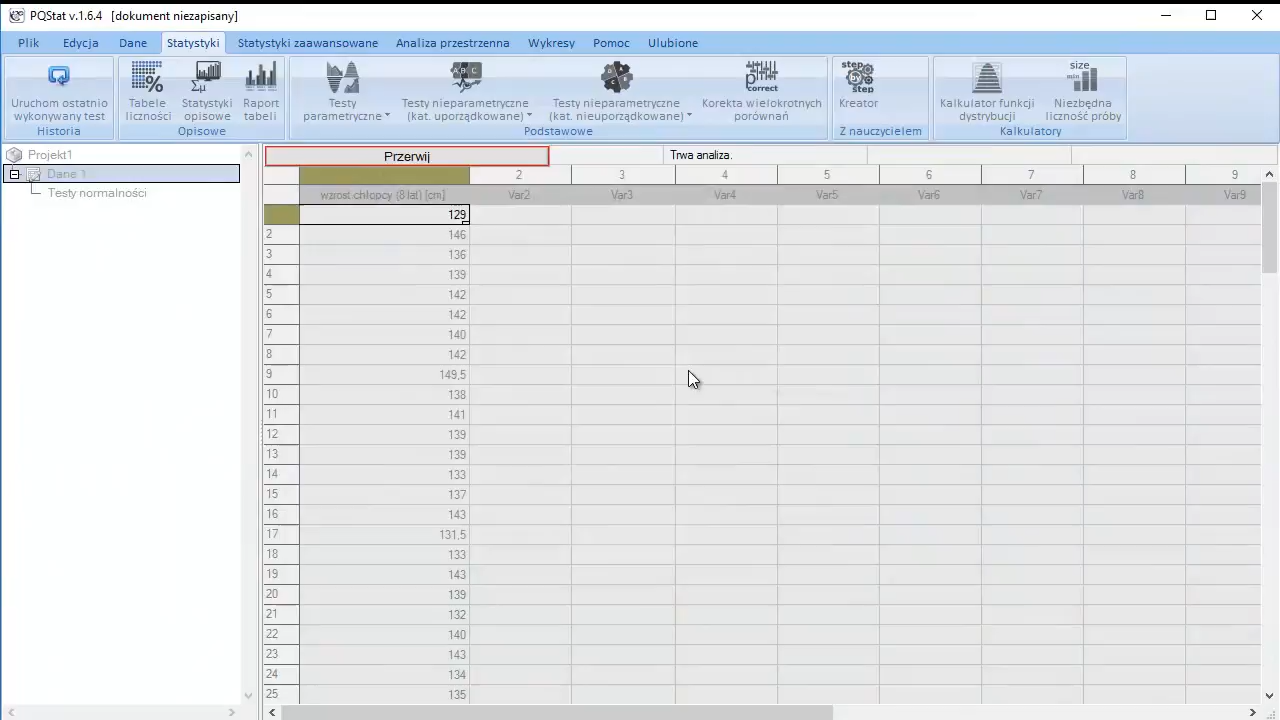 PQStat v.1.6.4 [dokument niezapisany]
Plik Edycja Dane Statystyki Statystyki zaawansowane Analiza przestrzenna Wykresy Pomoc Ulubione
Uruchom ostatnio wykonywany test
Historia
Tabele liczności
Statystyki opisowe
Raport tabeli
Opisowe
Testy parametryczne
Testy nieparametryczne (kat. uporządkowane)
Testy nieparametryczne (kat. nieuporządkowane)
correct
Korekta wielokrotnych porównań
Podstawowe
step by step
Kreator
Z nauczycielem
Kalkulator funkcji dystrybucji
size
min
Niezbędna liczność próby
Kalkulatory
Projekt1
Dane 1
Testy normalności
Przerwij Trwa analiza.
2 3 4 5 6 7 8 9
wzrost chłopcy (8 lat) [cm] Var2 Var3 Var4 Var5 Var6 Var7 Var8 Var9
129
2 146
3 136
4 139
5 142
6 142
7 140
8 142
9 149,5
10 138
11 141
12 139
13 139
14 133
15 137
16 143
17 131,5
18 133
19 143
20 139
21 132
22 140
23 143
24 134
25 135